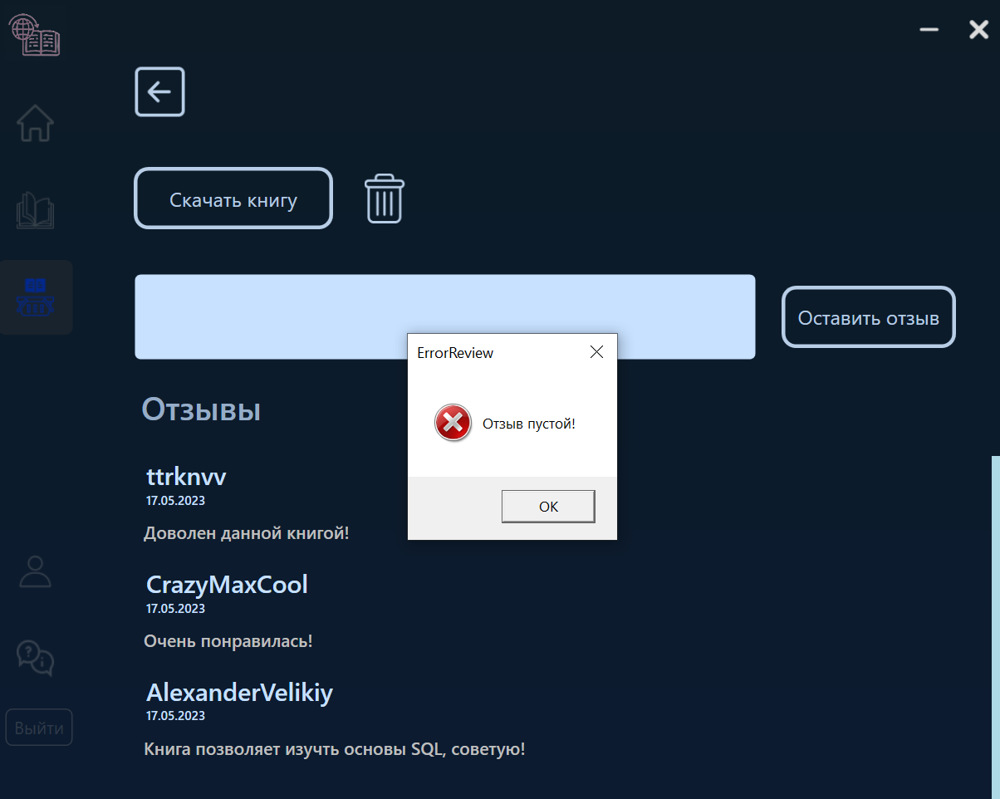 Скачать книгу
Оставить отзыв
ErrorReview
Отзыв пустой!
OK
Отзывы
ttrknvv
17.05.2023
Доволен данной книгой!
CrazyMaxCool
17.05.2023
Очень понравилась!
AlexanderVelikiy
17.05.2023
Книга позволяет изучть основы SQL, советую!
Выйти